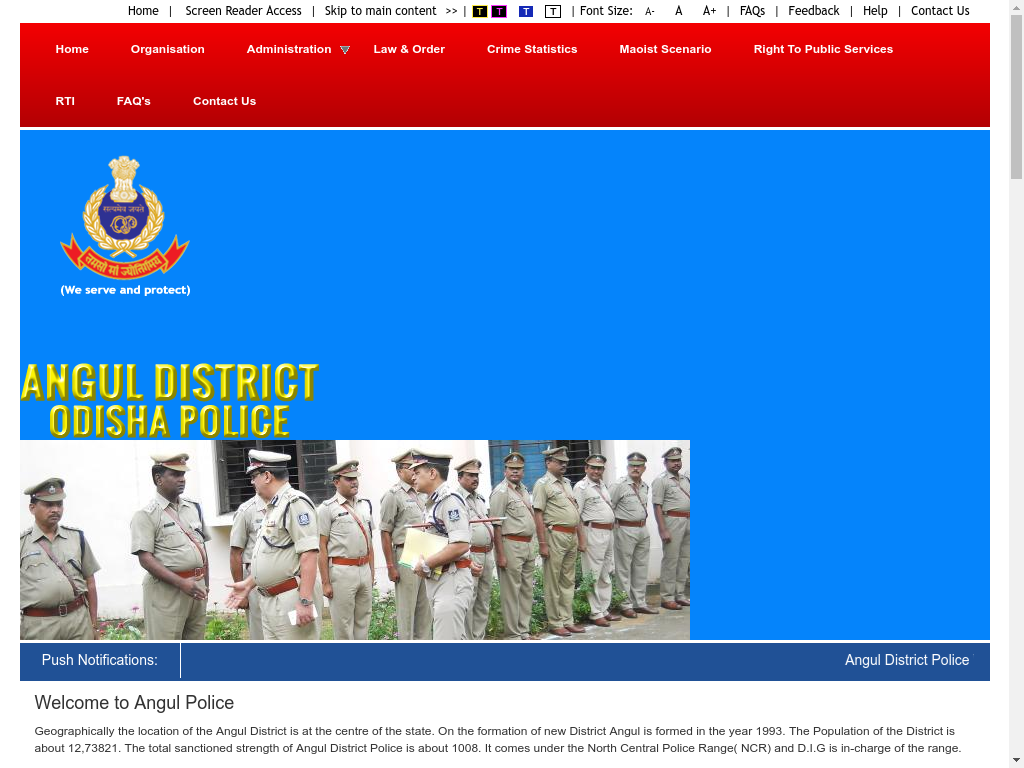 Home | Screen Reader Access | Skip to main content >> | T T T T | Font Size: A- A A+ | FAQs | Feedback | Help | Contact Us
Home Organisation Administration Law & Order Crime Statistics Maoist Scenario Right To Public Services
RTI FAQ's Contact Us
सत्यमेव जयते
तमसो मा ज्योतिर्गमय
(We serve and protect)
ANGUL DISTRICT
ODISHA POLICE
Push Notifications: Angul District Police
Welcome to Angul Police
Geographically the location of the Angul District is at the centre of the state. On the formation of new District Angul is formed in the year 1993. The Population of the District is
about 12,73821. The total sanctioned strength of Angul District Police is about 1008. It comes under the North Central Police Range( NCR) and D.I.G is in-charge of the range.